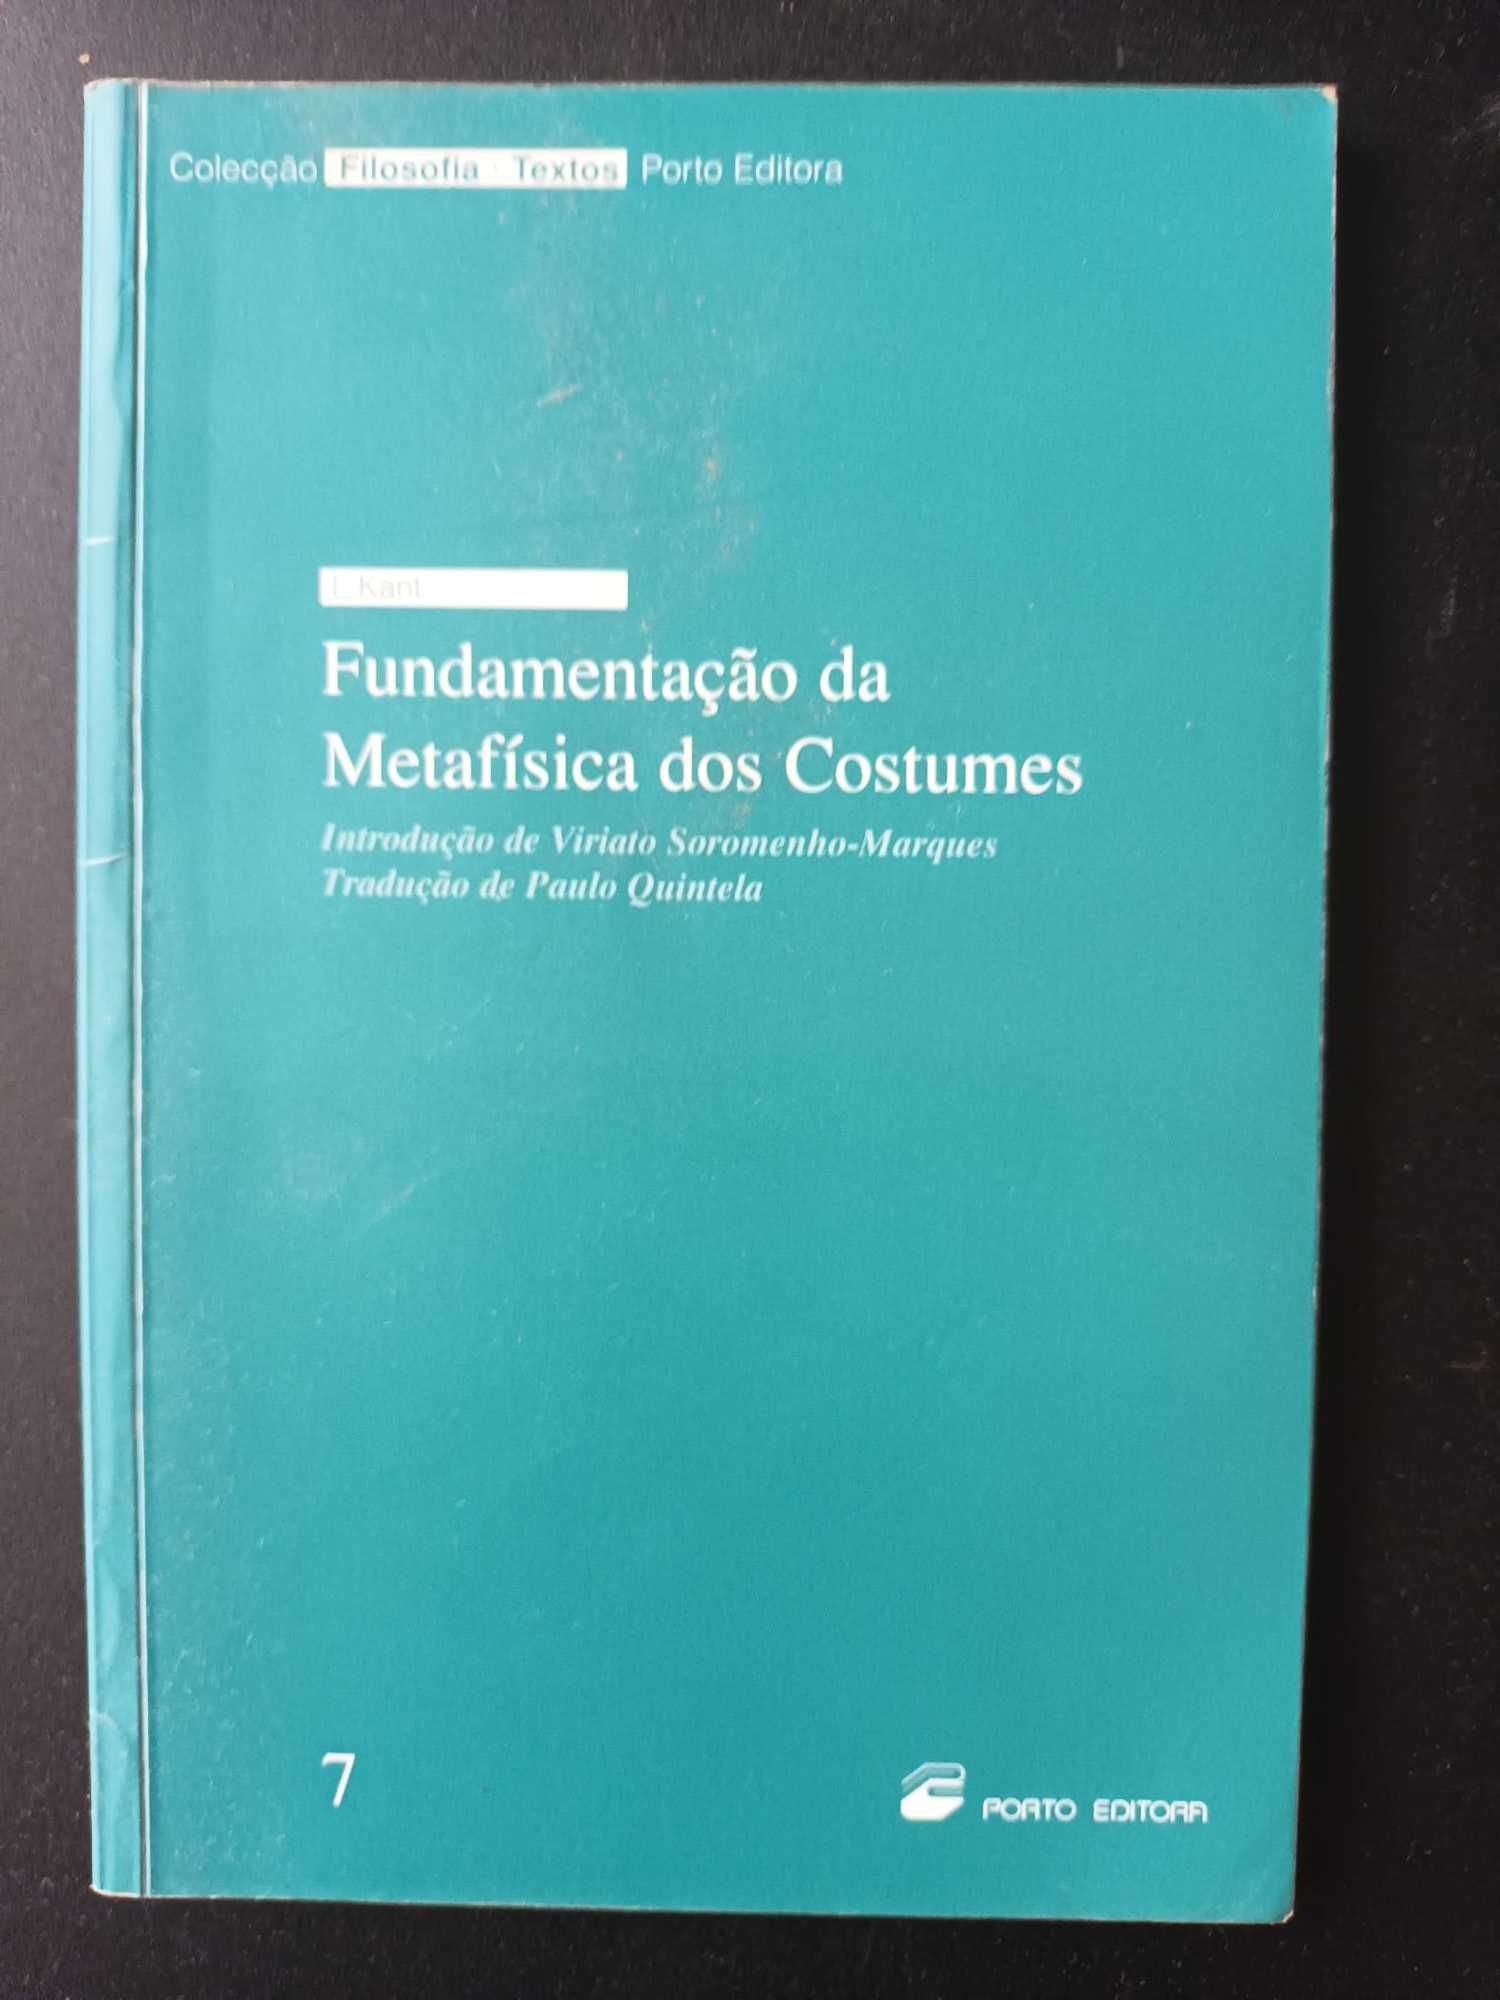 Colecção Filosofia · Textos Porto Editora
I. Kant
Fundamentação da
Metafísica dos Costumes
Introdução de Viriato Soromenho-Marques
Tradução de Paulo Quintela
7
PORTO EDITORA